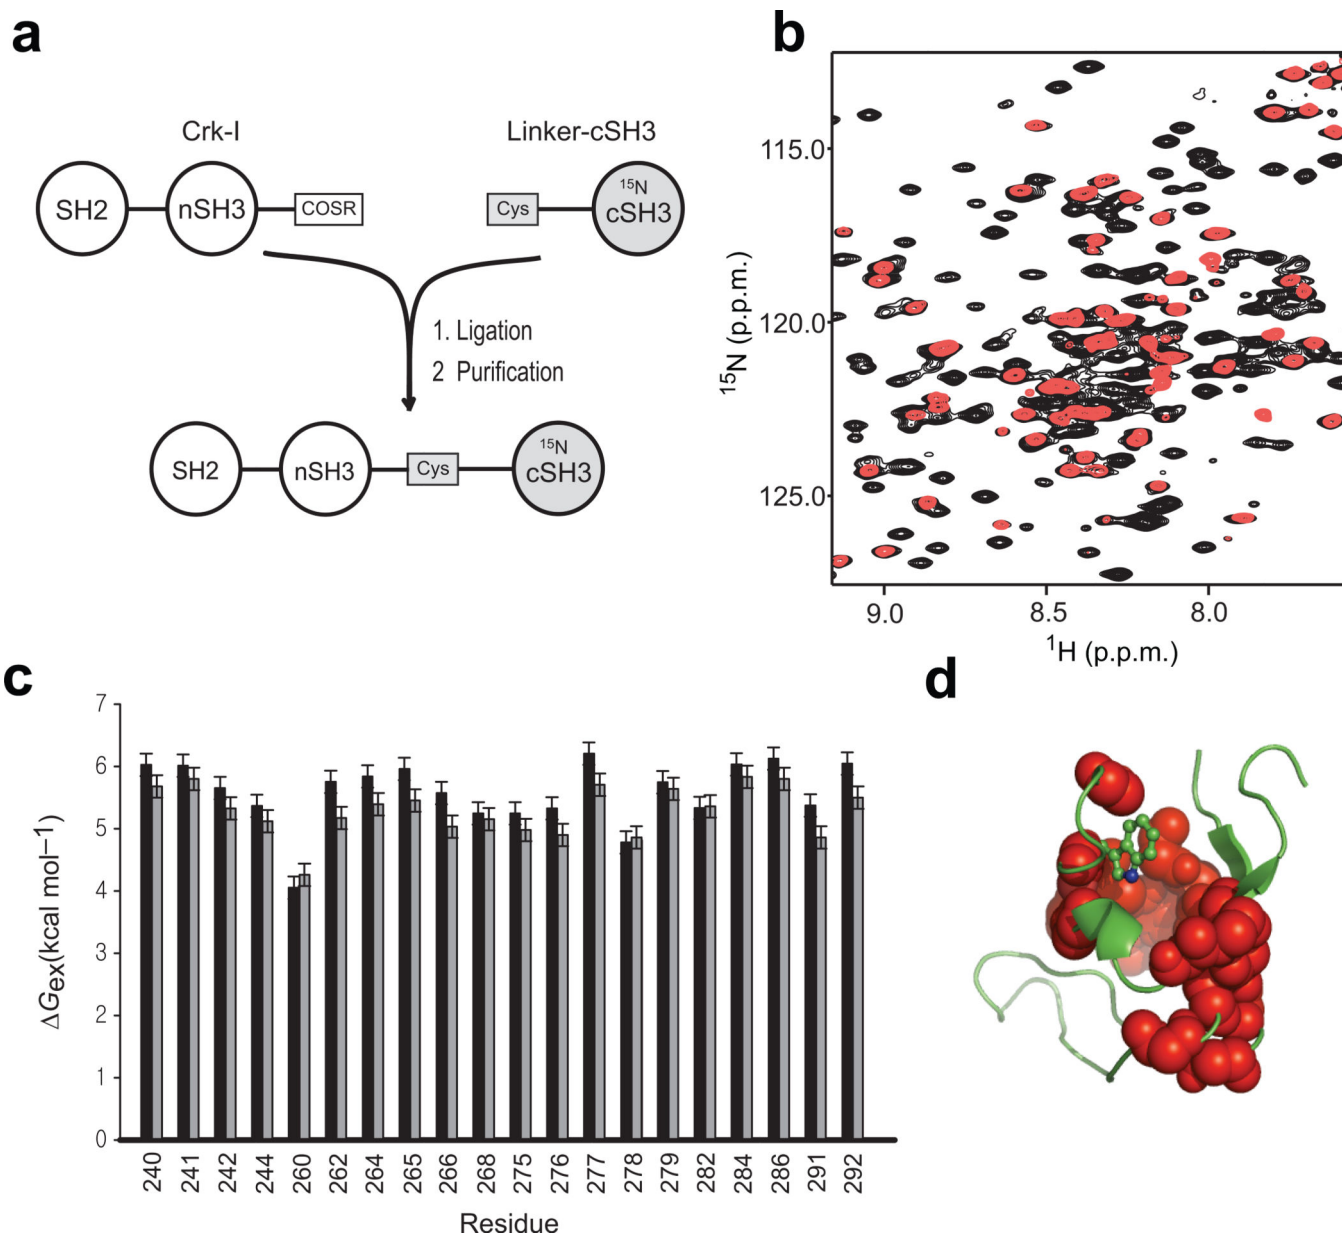 a
Crk-I
Linker-cSH3
SH2
nSH3
COSR
Cys
15N
cSH3
1. Ligation
2 Purification
SH2
nSH3
Cys
15N
cSH3
b
115.0
120.0
125.0
15N (p.p.m.)
9.0 8.5 8.0
1H (p.p.m.)
c
7
6
5
4
3
2
1
0
ΔGex(kcal mol−1)
240 241 242 244 260 262 264 265 266 268 275 276 277 278 279 282 284 286 291 292
Residue
d